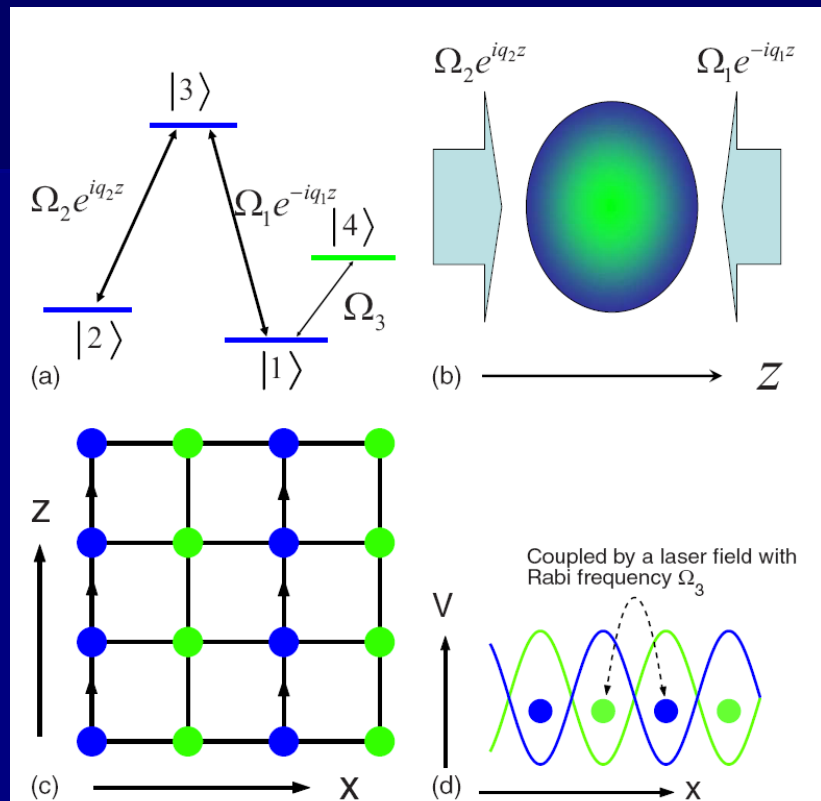 |3⟩
Ω₂e^{iq₂z}
Ω₁e^{-iq₁z}
|4⟩
Ω₃
|2⟩
|1⟩
(a)
Ω₂e^{iq₂z}
Ω₁e^{-iq₁z}
(b)
Z
Z
(c)
X
Coupled by a laser field with
Rabi frequency Ω₃
V
(d)
X